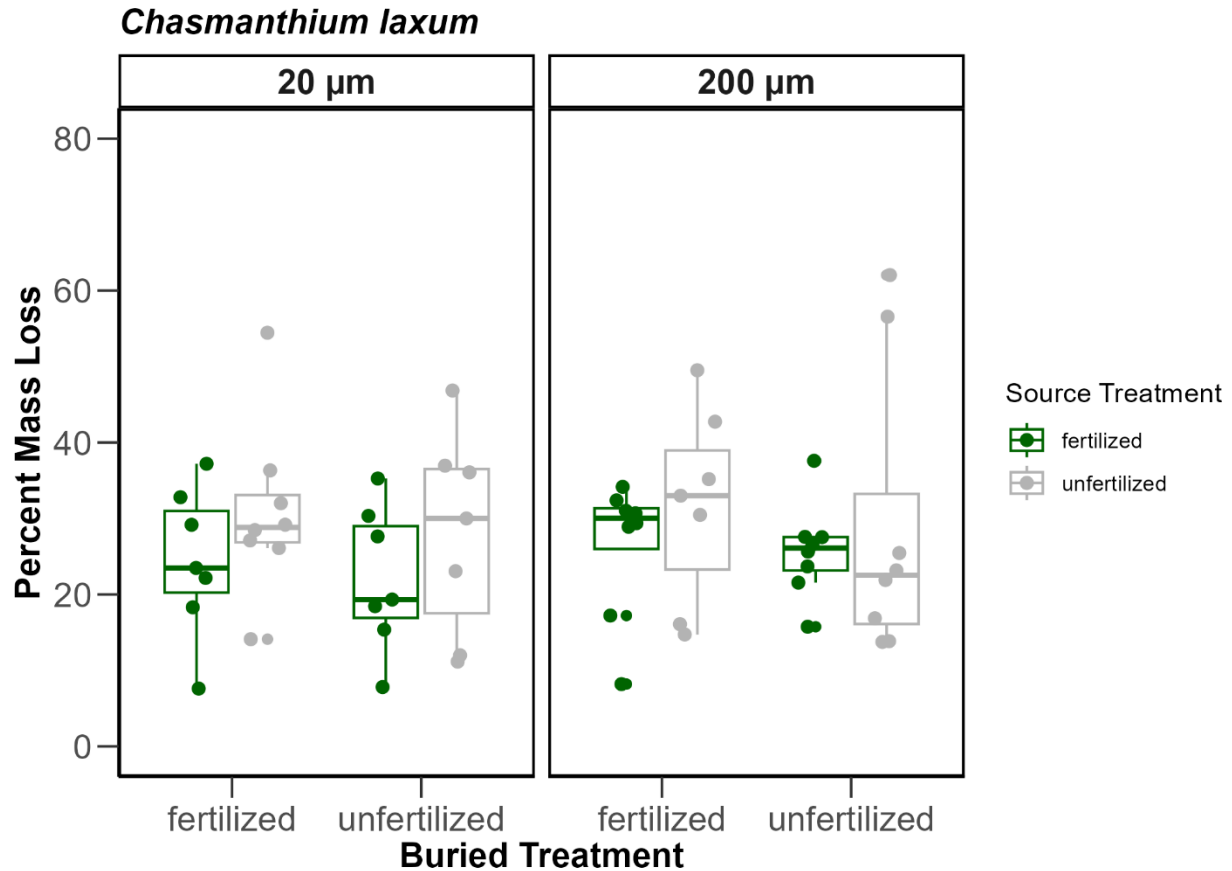 Chasmanthium laxum
20 µm
200 µm
80
60
40
20
0
Percent Mass Loss
fertilized
unfertilized
fertilized
unfertilized
Buried Treatment
Source Treatment
fertilized
unfertilized